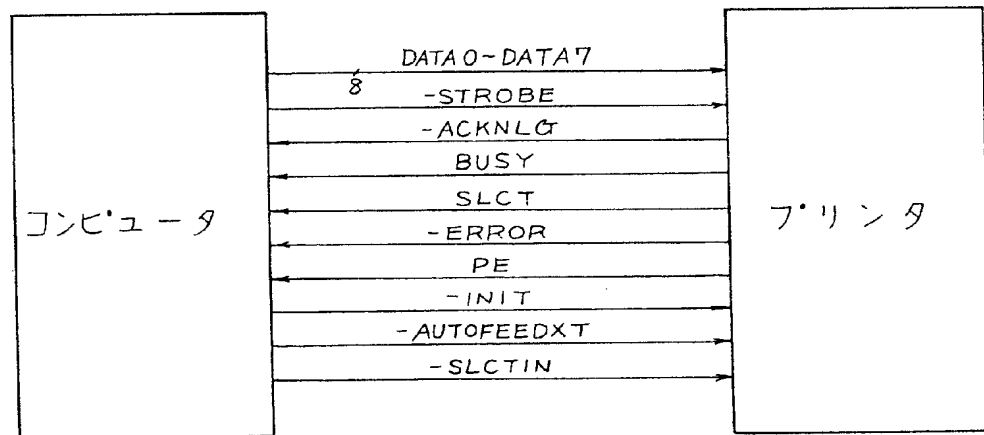 DATA0~DATA7
8
-STROBE
-ACKNLG
BUSY
SLCT
コンピュータ
プリンタ
-ERROR
PE
-INIT
-AUTOFEEDXT
-SLCTIN